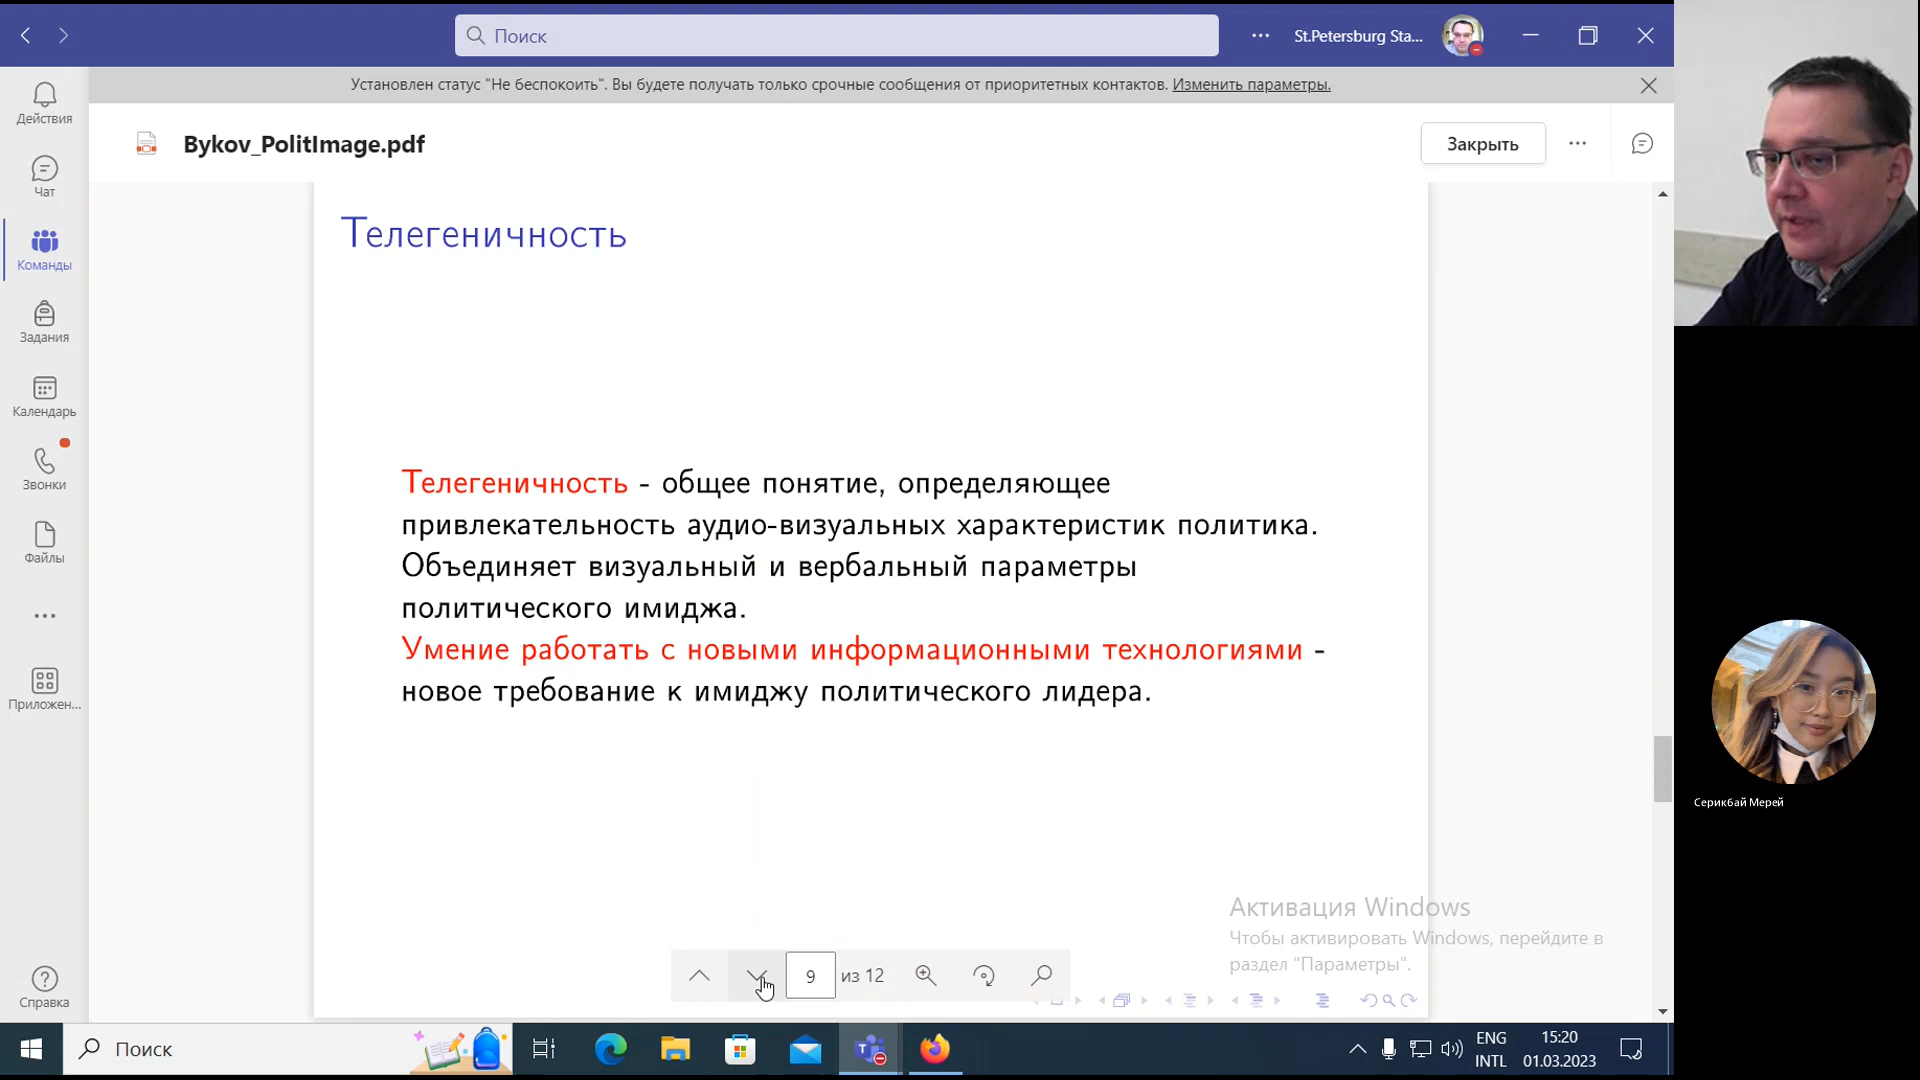 Поиск
St.Petersburg Sta...
Установлен статус "Не беспокоить". Вы будете получать только срочные сообщения от приоритетных контактов. Изменить параметры.
Действия
Чат
Команды
Задания
Календарь
Звонки
Файлы
Приложен...
Справка
Bykov_PolitImage.pdf
Закрыть
Телегеничность
Телегеничность - общее понятие, определяющее
привлекательность аудио-визуальных характеристик политика.
Объединяет визуальный и вербальный параметры
политического имиджа.
Умение работать с новыми информационными технологиями -
новое требование к имиджу политического лидера.
Активация Windows
Чтобы активировать Windows, перейдите в
раздел "Параметры".
9 из 12
Серикбай Мерей
Поиск
ENG
INTL
15:20
01.03.2023